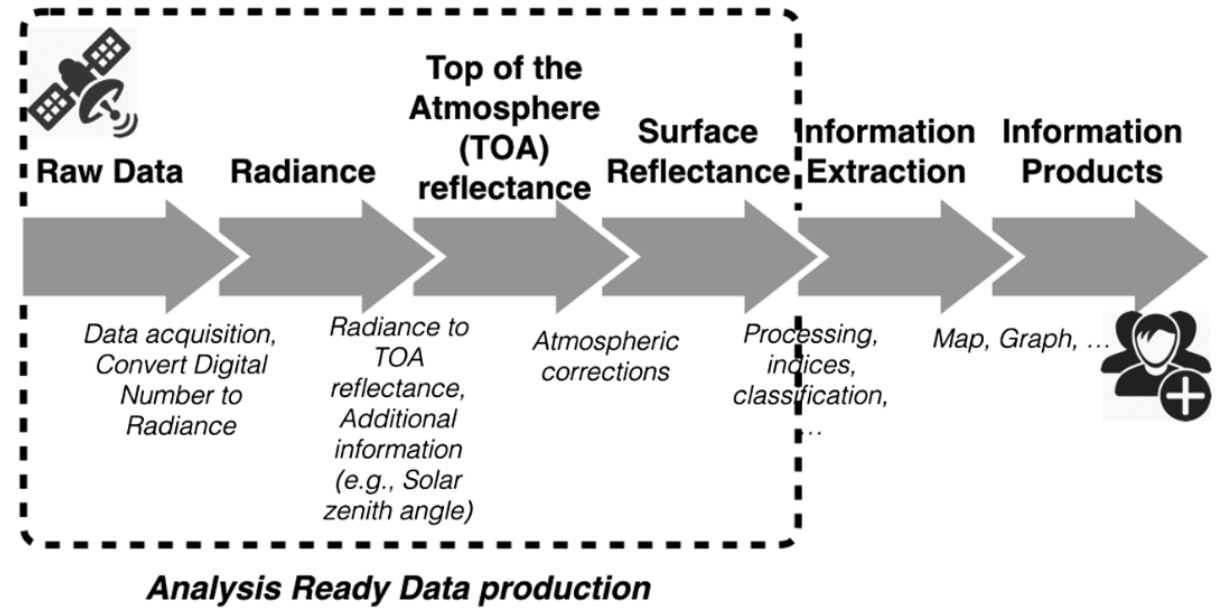 Raw Data
Radiance
Top of the
Atmosphere
(TOA)
reflectance
Surface
Reflectance
Information
Extraction
Information
Products
Data acquisition,
Convert Digital
Number to
Radiance
Radiance to
TOA
reflectance,
Additional
information
(e.g., Solar
zenith angle)
Atmospheric
corrections
Processing,
indices,
classification,
...
Map, Graph, ...
Analysis Ready Data production